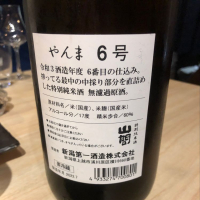 やんま 6号
令和3酒造年度 6番目の仕込み。
搾ってる最中の中採り部分を直詰め
した特別純米酒 無濾過原酒。
原材料名／米(国産)、米麹(国産米)
アルコール分／17度 精米歩合／60%
新潟第一酒造株式会社
4 933274